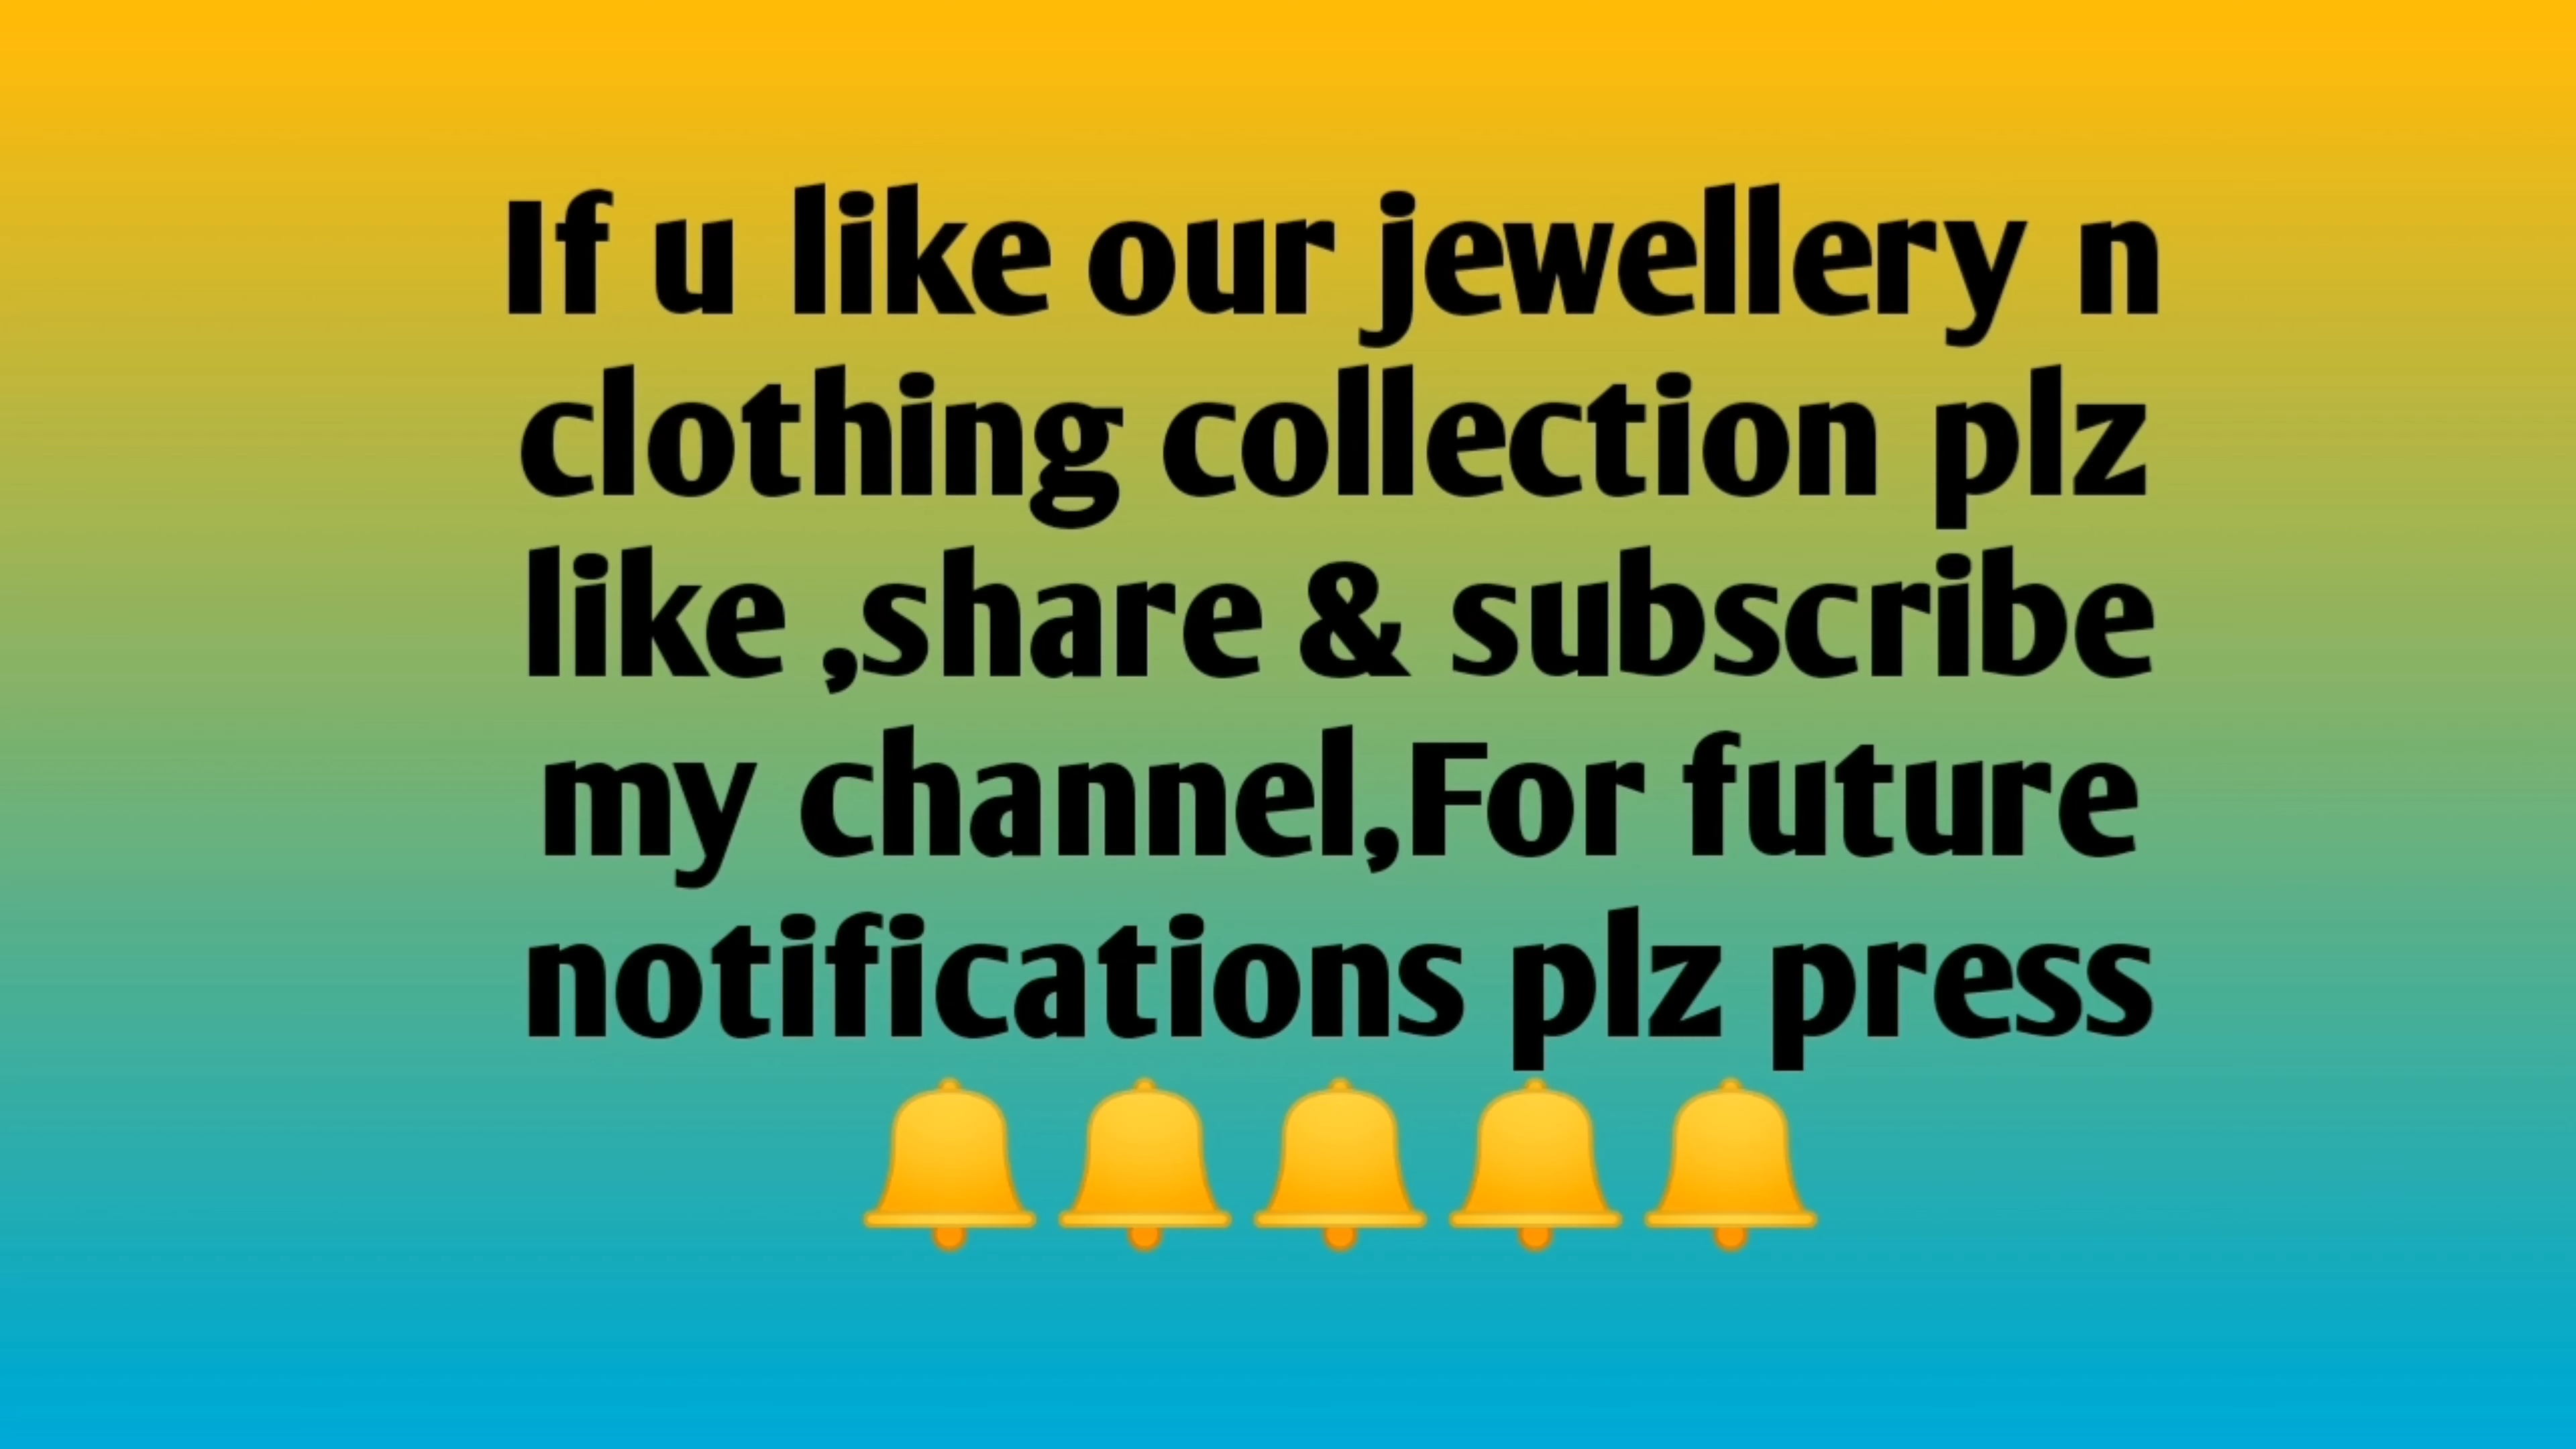 If u like our jewellery n
clothing collection plz
like ,share & subscribe
my channel,For future
notifications plz press
🔔🔔🔔🔔🔔